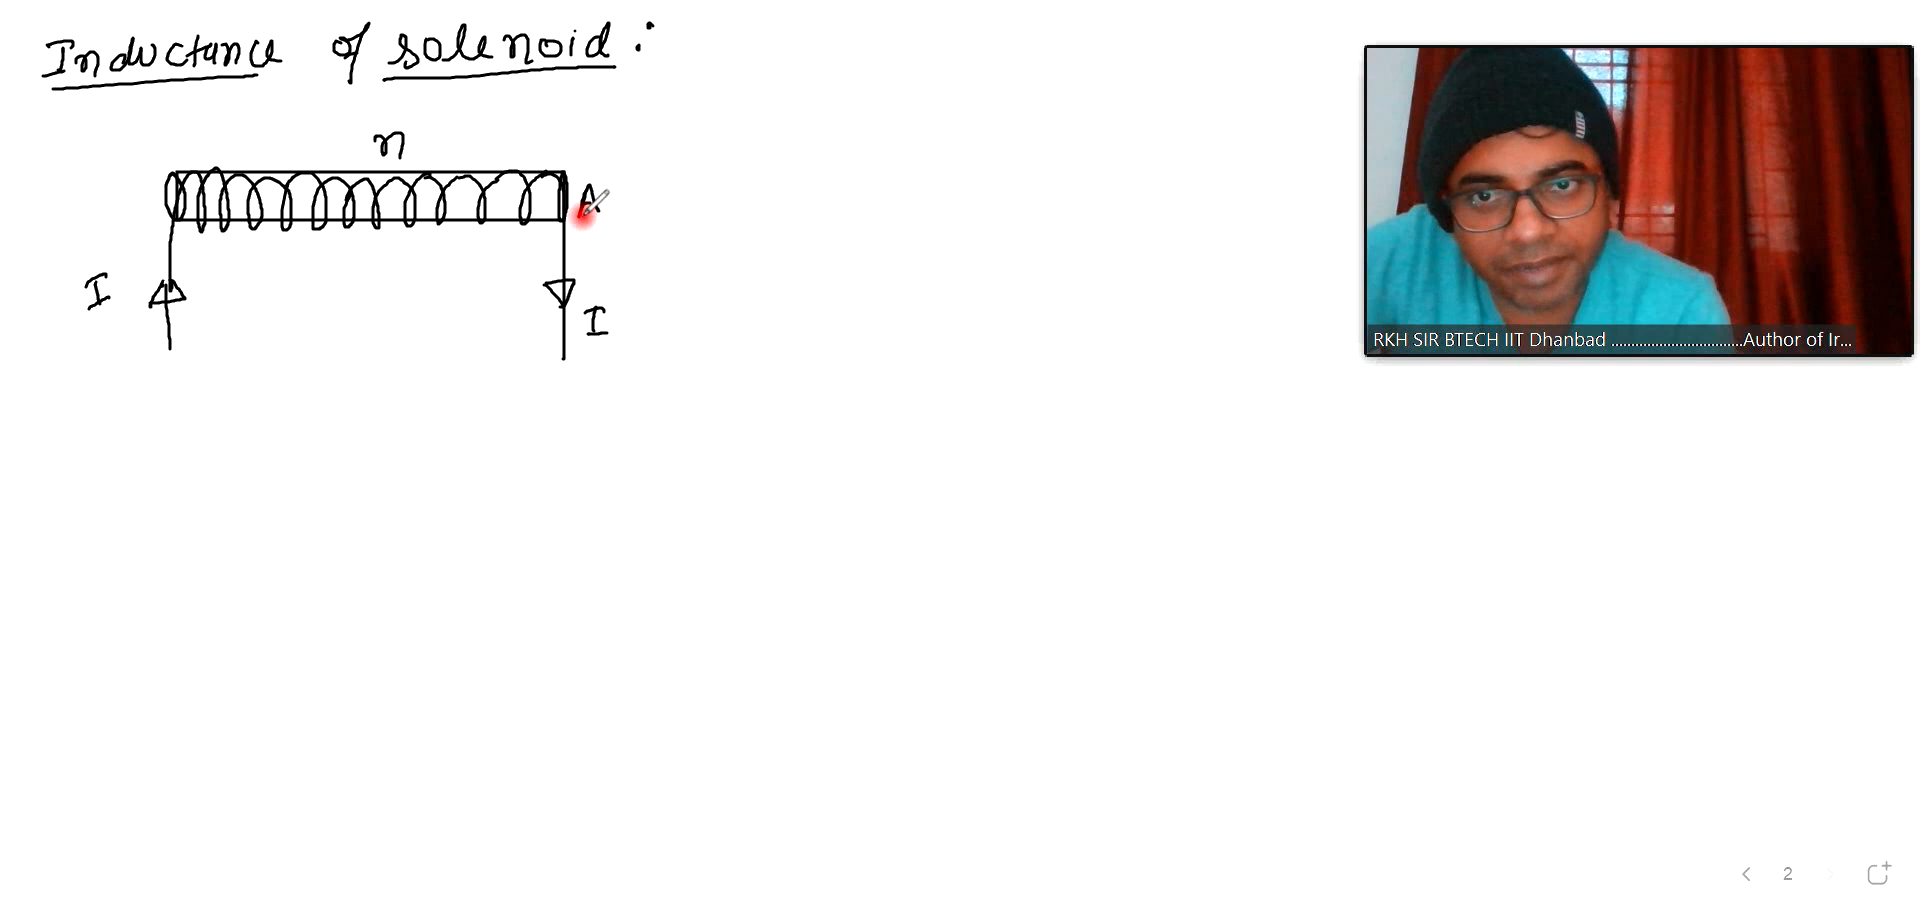 Inductance of solenoid :
n
A
I
I
RKH SIR BTECH IIT Dhanbad ..................................Author of Ir...
2